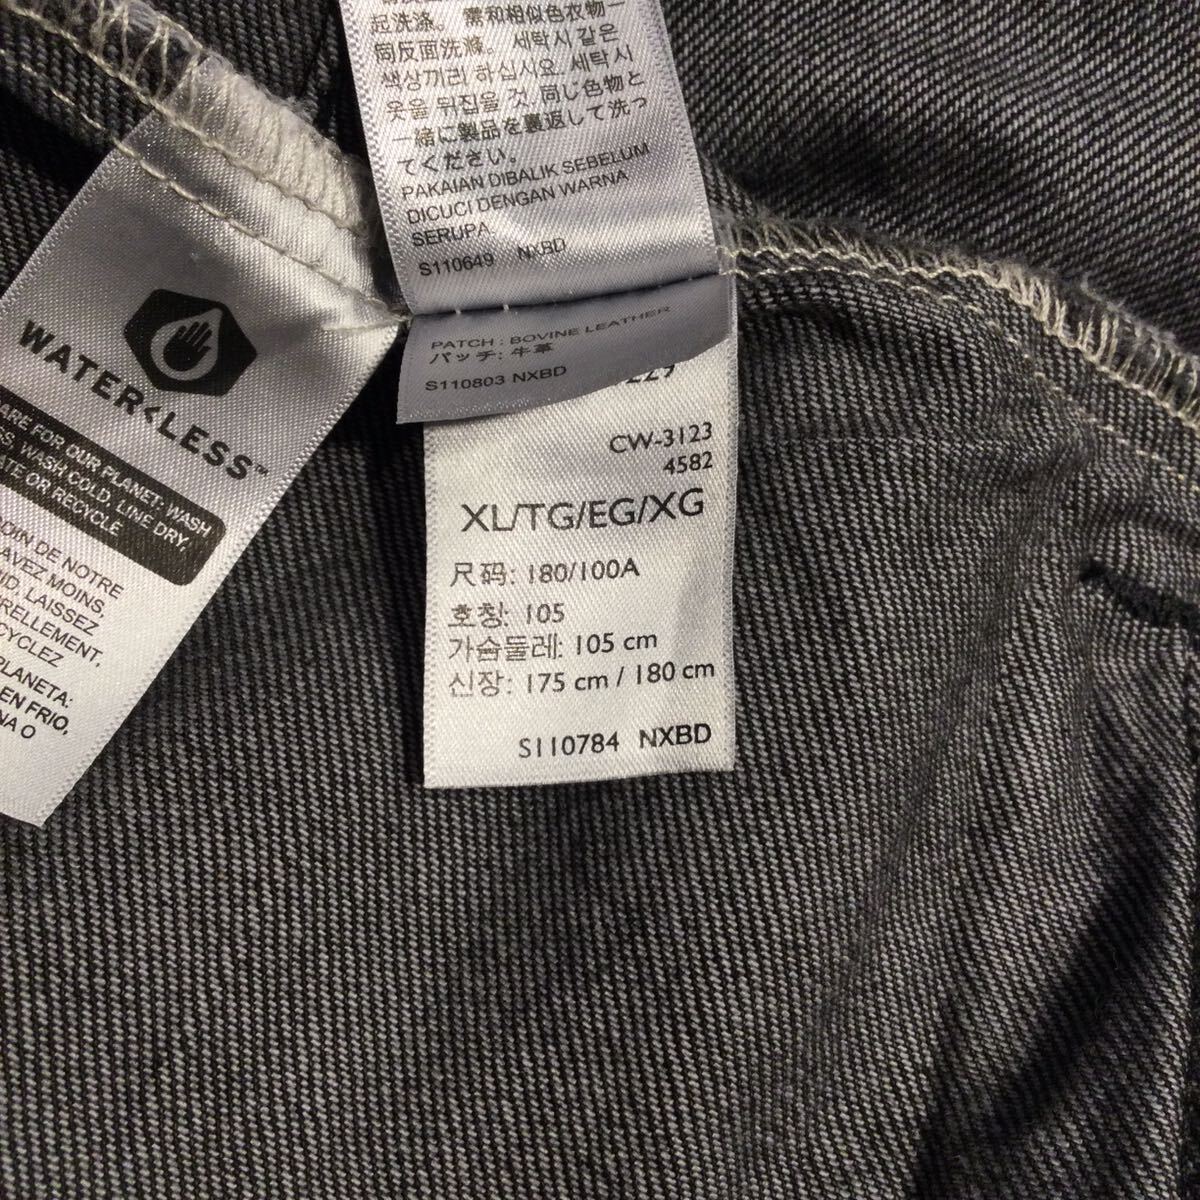 起洗涤。需和相似色衣物一
同反面洗涤。세탁시 같은
색상끼리 하십시요. 세탁시
옷을 뒤집을 것. 同じ色物と
一緒に製品を裏返して洗っ
てください。
PAKAIAN DIBALIK SEBELUM
DICUCI DENGAN WARNA
SERUPA
S110649 NXBD
PATCH : BOVINE LEATHER
パッチ: 牛革
S110803 NXBD
CW-3123
4582
XL/TG/EG/XG
尺码: 180/100A
호칭: 105
가슴둘레: 105 cm
신장: 175 cm / 180 cm
S110784 NXBD
WATER<LESS™
CARE FOR OUR PLANET: WASH
WASH COLD, LINE DRY,
OR RECYCLE
DE NOTRE
AVEZ MOINS,
LAISSEZ
PLANETA:
EN FRIO,